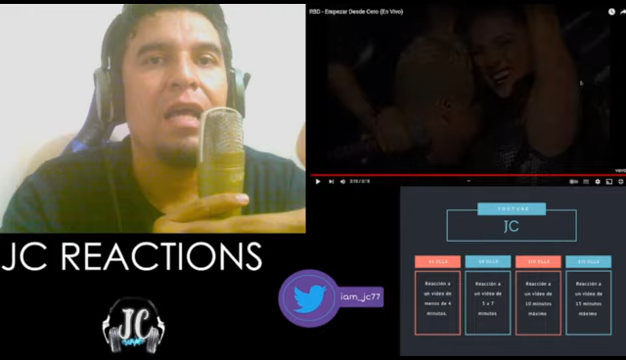 RBD - Empezar Desde Cero (En Vivo)
vevo
JC REACTIONS
JC
iam_jc77
JC
Reacción a
un video de
menos de 4
minutos.
Reacción a
un video de
5 a 7
minutos
Reacción a
un video de
10 minutos
máximo
Reacción a
un video de
15 minutos
máximo